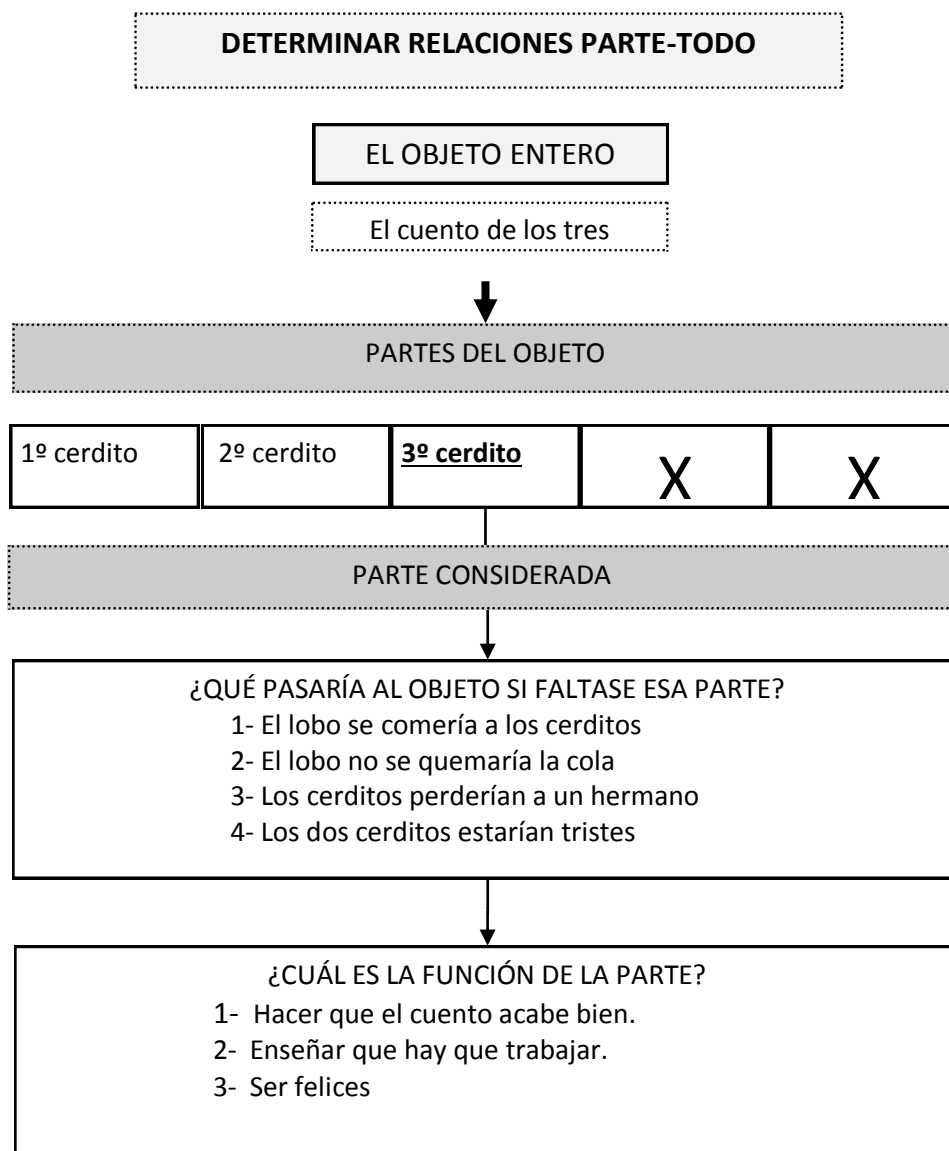 DETERMINAR RELACIONES PARTE-TODO
EL OBJETO ENTERO
El cuento de los tres
PARTES DEL OBJETO
1º cerdito 2º cerdito 3º cerdito X X
PARTE CONSIDERADA
¿QUÉ PASARÍA AL OBJETO SI FALTASE ESA PARTE?
1- El lobo se comería a los cerditos
2- El lobo no se quemaría la cola
3- Los cerditos perderían a un hermano
4- Los dos cerditos estarían tristes
¿CUÁL ES LA FUNCIÓN DE LA PARTE?
1- Hacer que el cuento acabe bien.
2- Enseñar que hay que trabajar.
3- Ser felices